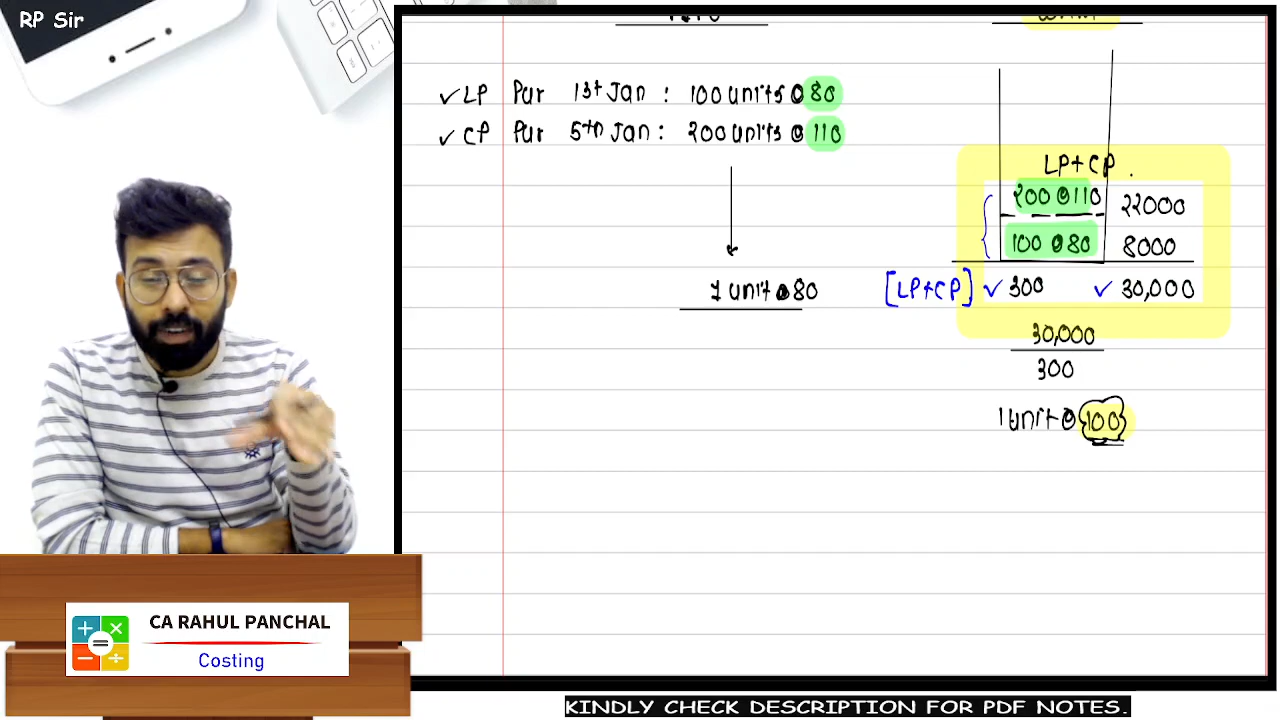 RP Sir
✓ LP Pur 1st Jan : 100 units @ 80
✓ CP Pur 5th Jan : 200 units @ 110
1 unit @ 80
LP+CP.
200 @ 110 22000
100 @ 80 8000
[LP+CP] ✓ 300 ✓ 30,000
30,000
300
1 unit @ 100
CA RAHUL PANCHAL
Costing
KINDLY CHECK DESCRIPTION FOR PDF NOTES.